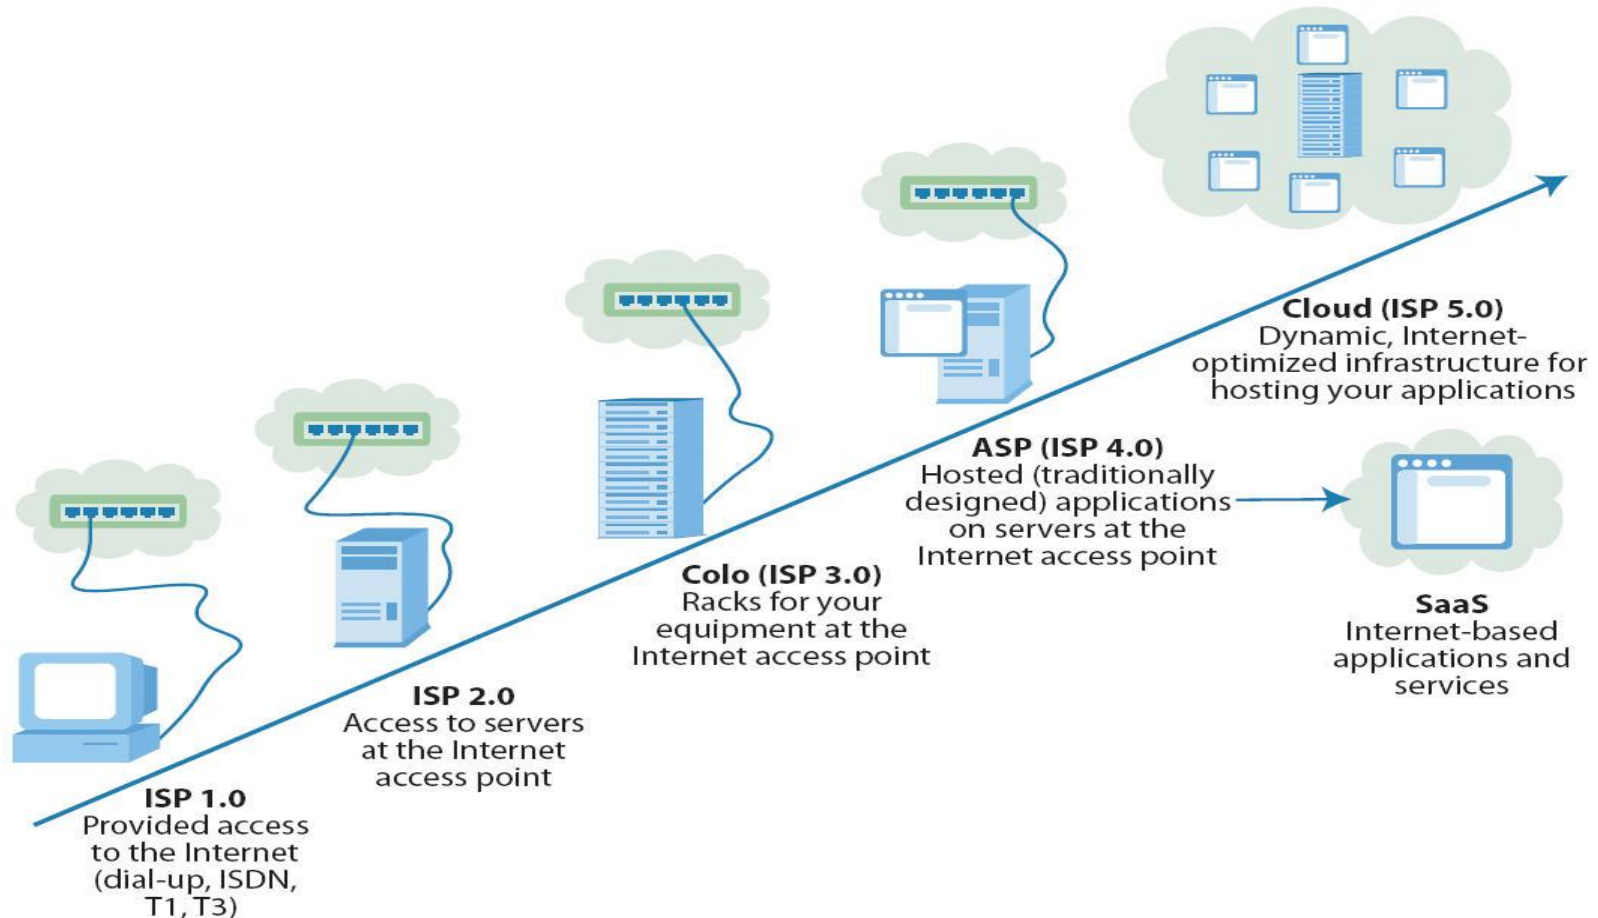 ISP 1.0
Provided access
to the Internet
(dial-up, ISDN,
T1, T3)
ISP 2.0
Access to servers
at the Internet
access point
Colo (ISP 3.0)
Racks for your
equipment at the
Internet access point
ASP (ISP 4.0)
Hosted (traditionally
designed) applications
on servers at the
Internet access point
Cloud (ISP 5.0)
Dynamic, Internet-
optimized infrastructure for
hosting your applications
SaaS
Internet-based
applications and
services